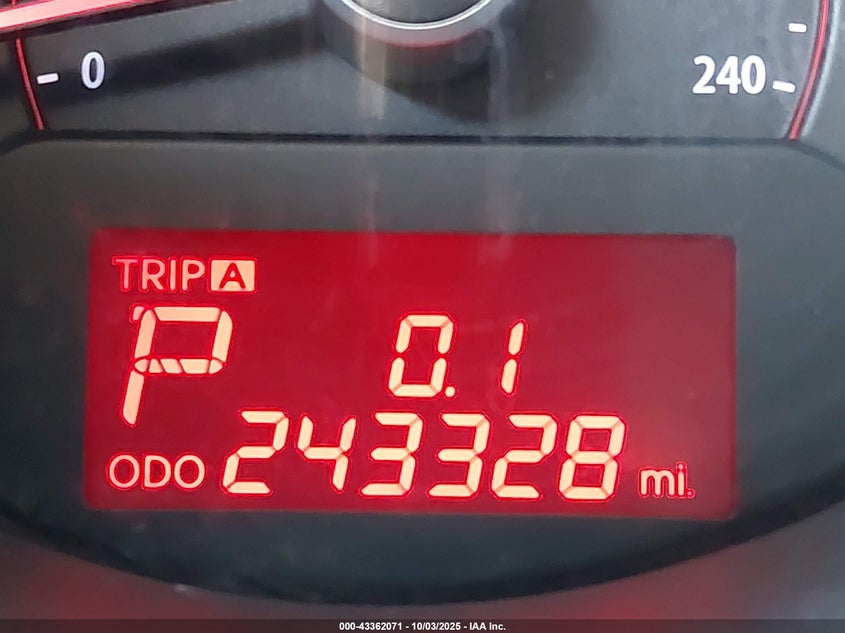 0 240
TRIP A
P 0.1
ODO 243328 mi.
000-43362071 - 10/03/2025 - IAA Inc.